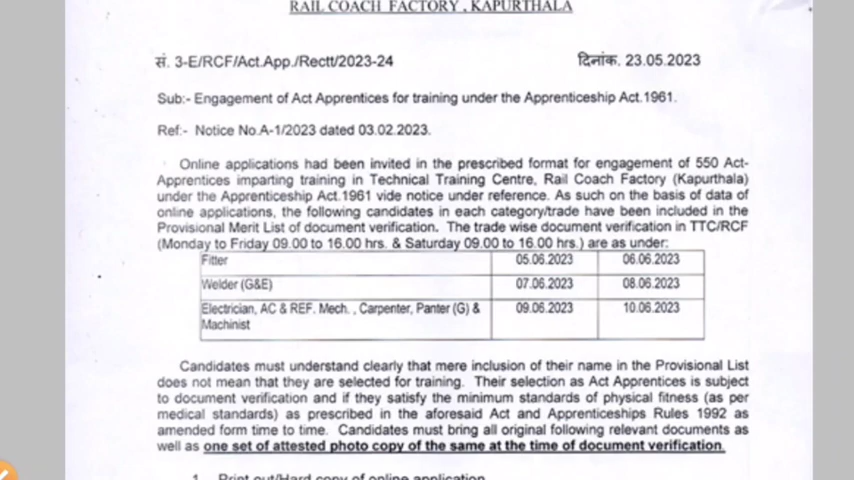 RAIL COACH FACTORY , KAPURTHALA
सं. 3-E/RCF/Act.App./Rectt/2023-24 दिनांक. 23.05.2023
Sub:- Engagement of Act Apprentices for training under the Apprenticeship Act.1961.
Ref:- Notice No.A-1/2023 dated 03.02.2023.
Online applications had been invited in the prescribed format for engagement of 550 Act-
Apprentices imparting training in Technical Training Centre, Rail Coach Factory (Kapurthala)
under the Apprenticeship Act.1961 vide notice under reference. As such on the basis of data of
online applications, the following candidates in each category/trade have been included in the
Provisional Merit List of document verification. The trade wise document verification in TTC/RCF
(Monday to Friday 09.00 to 16.00 hrs. & Saturday 09.00 to 16.00 hrs.) are as under:
Fitter 05.06.2023 06.06.2023
Welder (G&E) 07.06.2023 08.06.2023
Electrician, AC & REF. Mech. , Carpenter, Panter (G) & 09.06.2023 10.06.2023
Machinist
Candidates must understand clearly that mere inclusion of their name in the Provisional List
does not mean that they are selected for training. Their selection as Act Apprentices is subject
to document verification and if they satisfy the minimum standards of physical fitness (as per
medical standards) as prescribed in the aforesaid Act and Apprenticeships Rules 1992 as
amended form time to time. Candidates must bring all original following relevant documents as
well as one set of attested photo copy of the same at the time of document verification.
1. Print out/Hard copy of online application